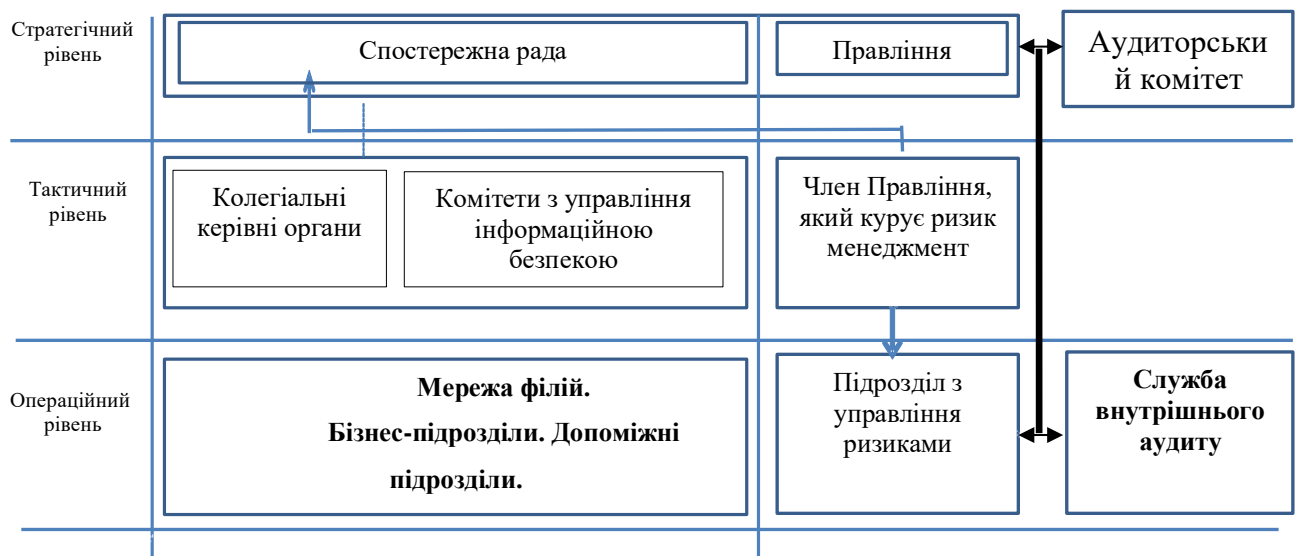 Стратегічний
рівень
Спостережна рада
Правління
Аудиторськи
й комітет
Тактичний
рівень
Колегіальні
керівні органи
Комітети з управління
інформаційною
безпекою
Член Правління,
який курує ризик
менеджмент
Операційний
рівень
Мережа філій.
Бізнес-підрозділи. Допоміжні
підрозділи.
Підрозділ з
управління
ризиками
Служба
внутрішнього
аудиту